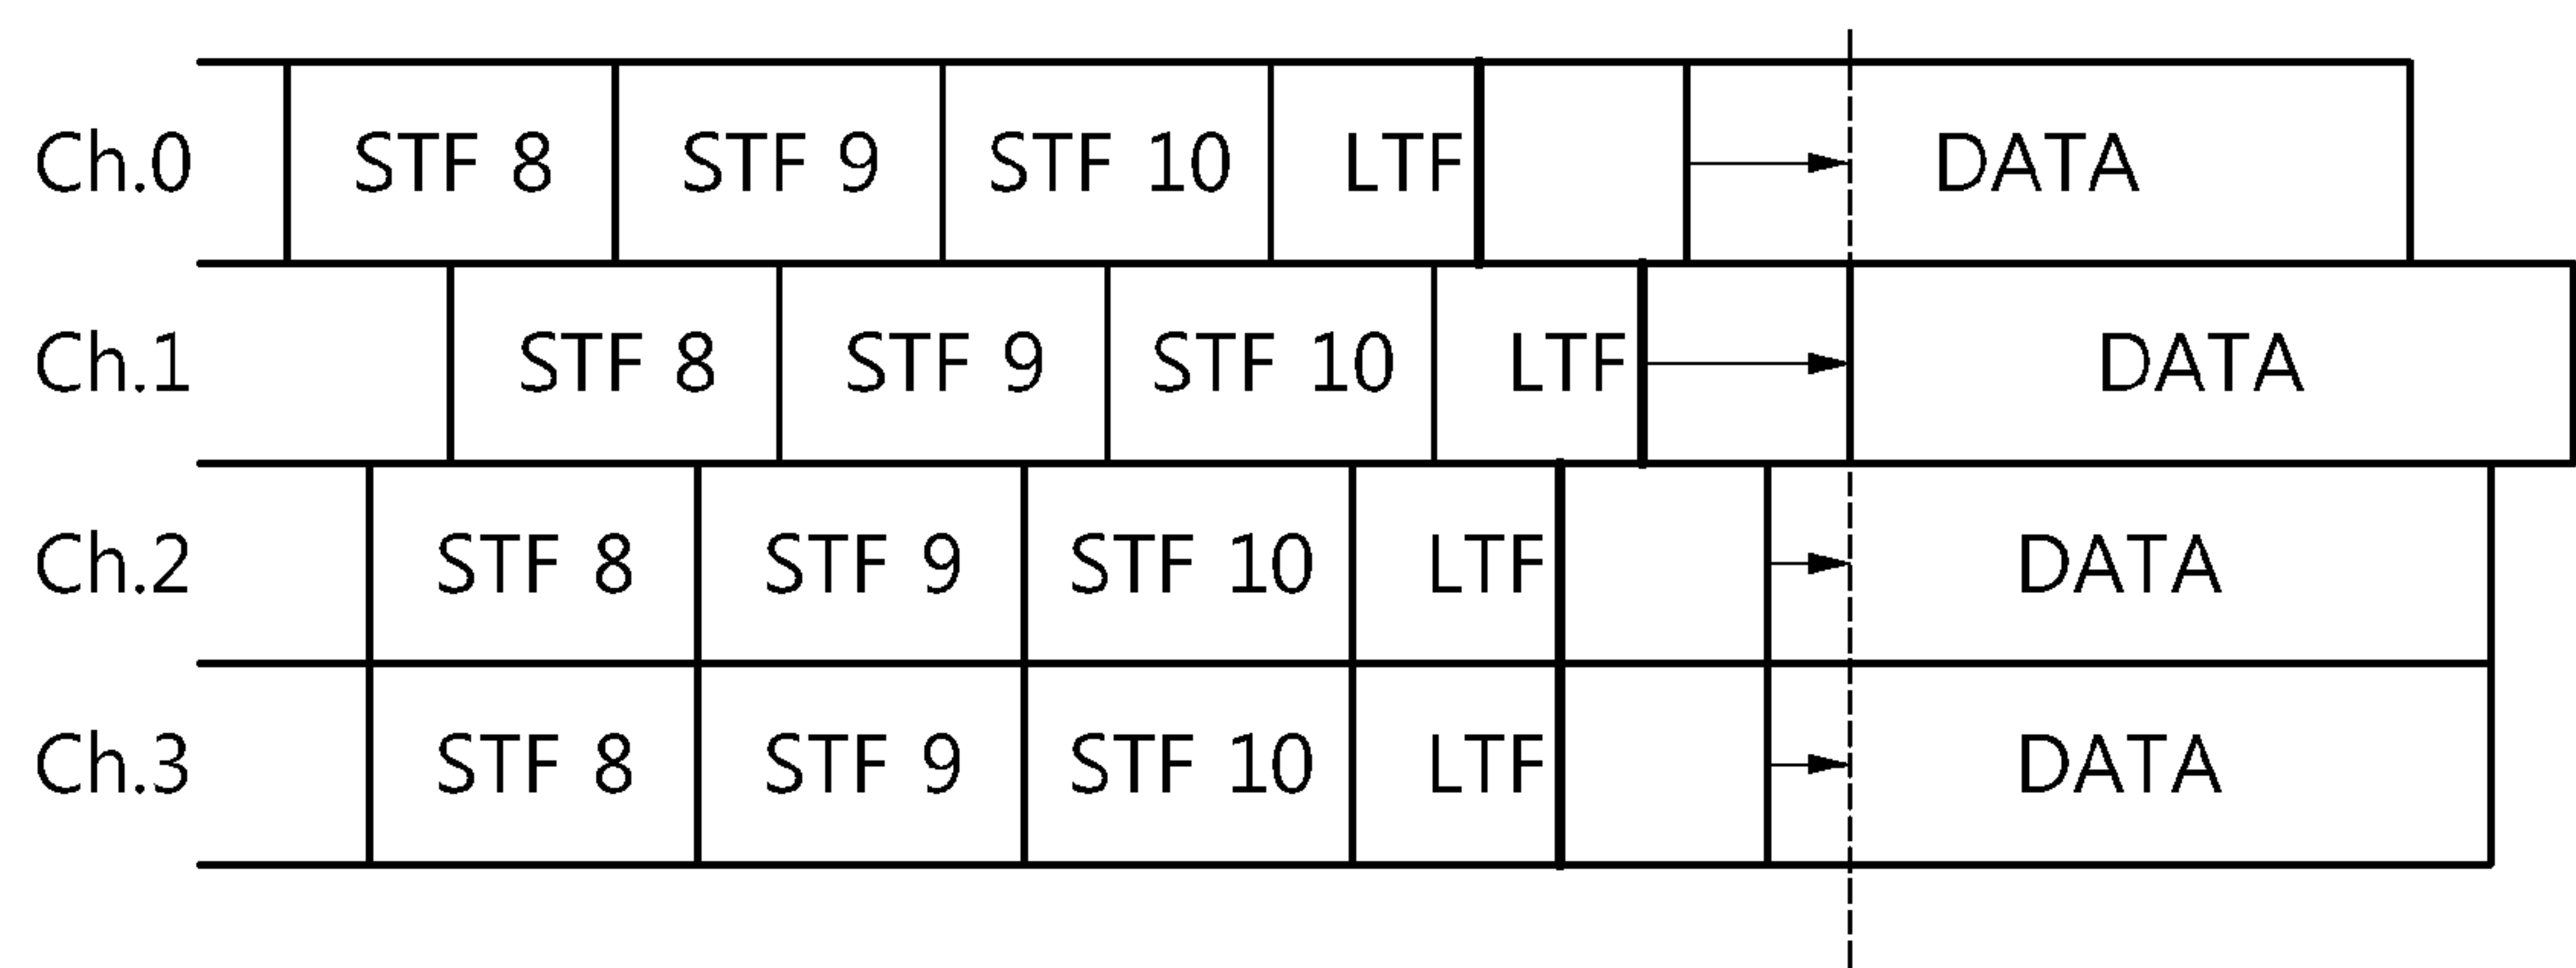 Ch.0 STF 8 STF 9 STF 10 LTF DATA
Ch.1 STF 8 STF 9 STF 10 LTF DATA
Ch.2 STF 8 STF 9 STF 10 LTF DATA
Ch.3 STF 8 STF 9 STF 10 LTF DATA